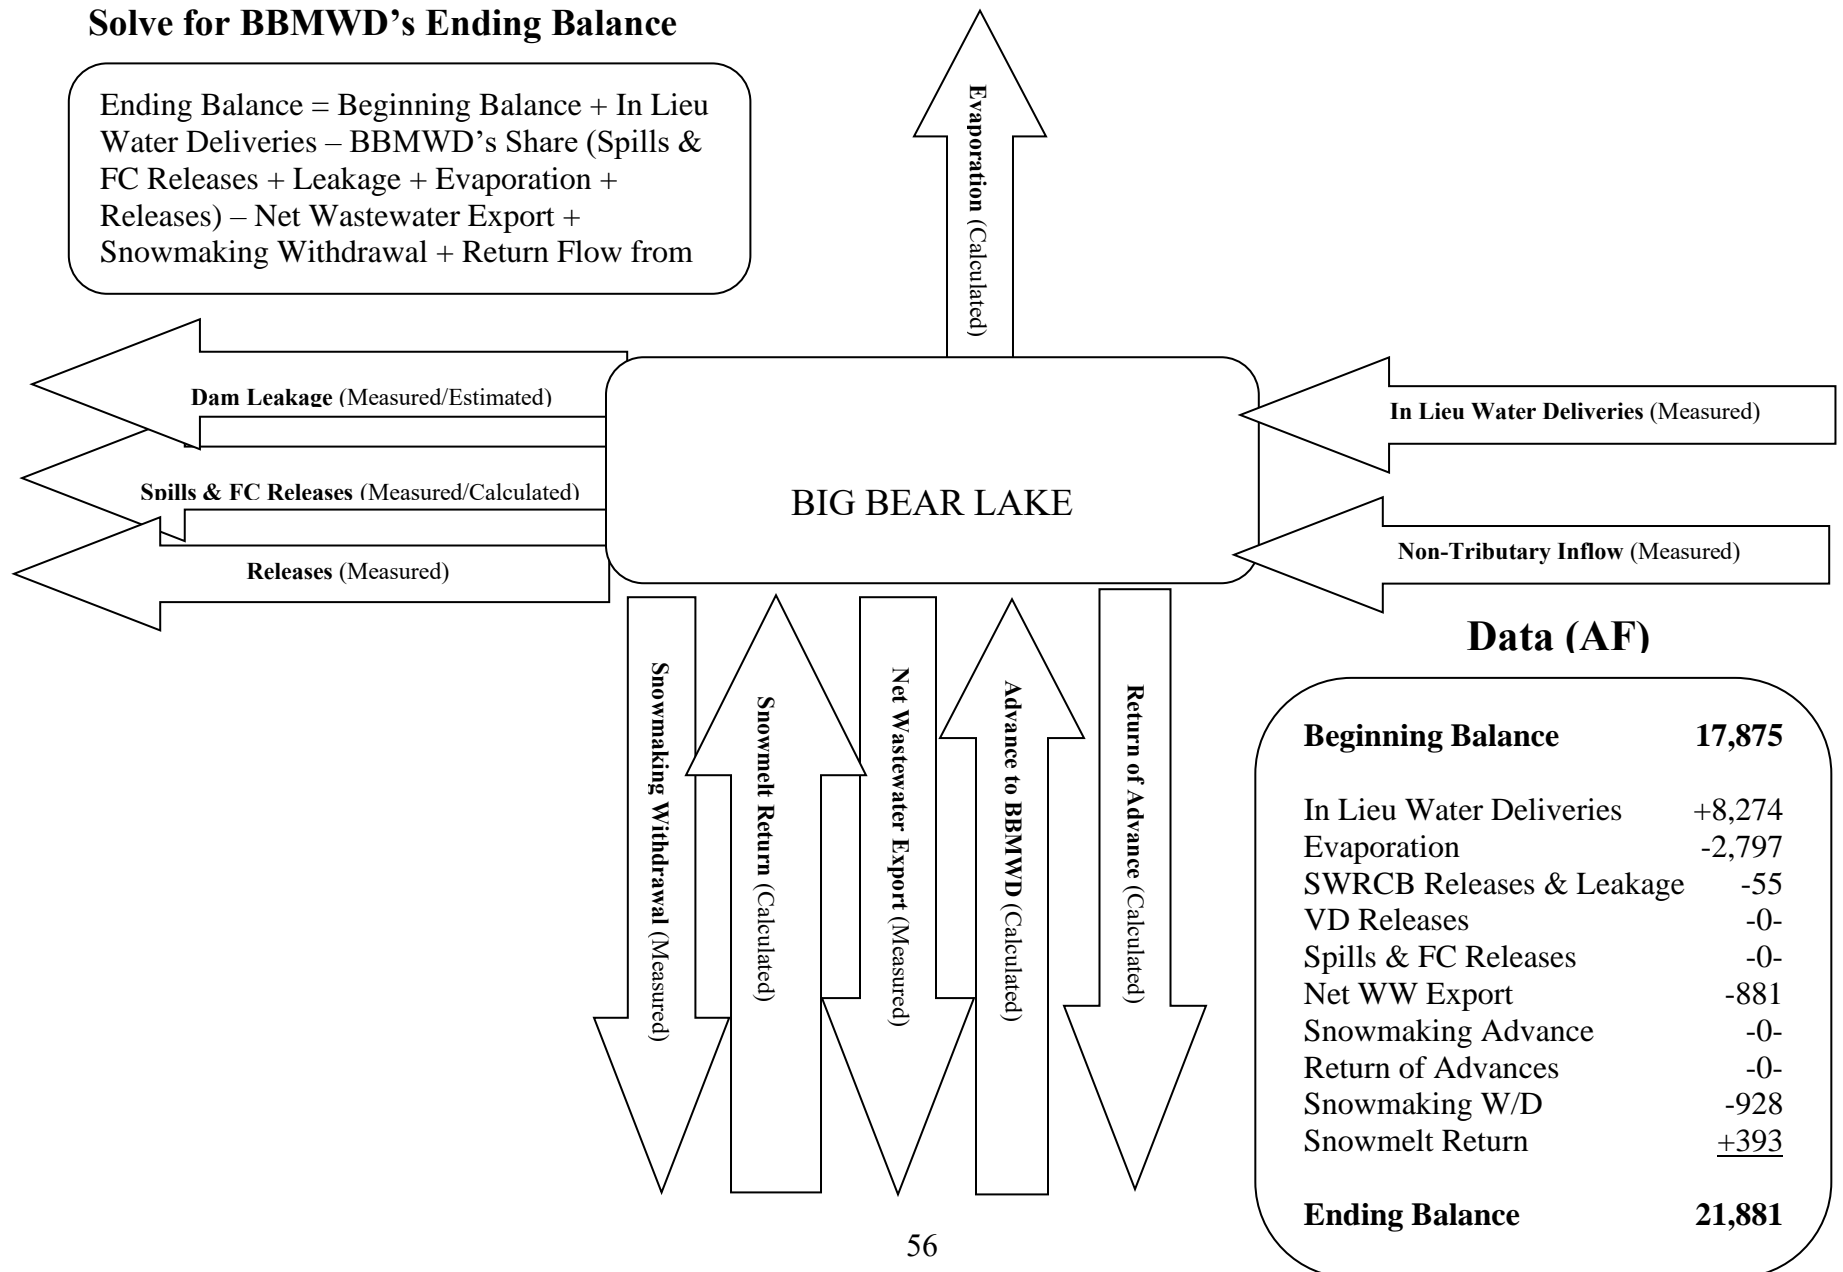 Solve for BBMWD’s Ending Balance
Ending Balance = Beginning Balance + In Lieu
Water Deliveries – BBMWD’s Share (Spills &
FC Releases + Leakage + Evaporation +
Releases) – Net Wastewater Export +
Snowmaking Withdrawal + Return Flow from
Evaporation (Calculated)
Dam Leakage (Measured/Estimated)
Spills & FC Releases (Measured/Calculated)
Releases (Measured)
BIG BEAR LAKE
In Lieu Water Deliveries (Measured)
Non-Tributary Inflow (Measured)
Snowmaking Withdrawal (Measured)
Snowmelt Return (Calculated)
Net Wastewater Export (Measured)
Advance to BBMWD (Calculated)
Return of Advance (Calculated)
Data (AF)
Beginning Balance 17,875
In Lieu Water Deliveries +8,274
Evaporation -2,797
SWRCB Releases & Leakage -55
VD Releases -0-
Spills & FC Releases -0-
Net WW Export -881
Snowmaking Advance -0-
Return of Advances -0-
Snowmaking W/D -928
Snowmelt Return +393
Ending Balance 21,881
56